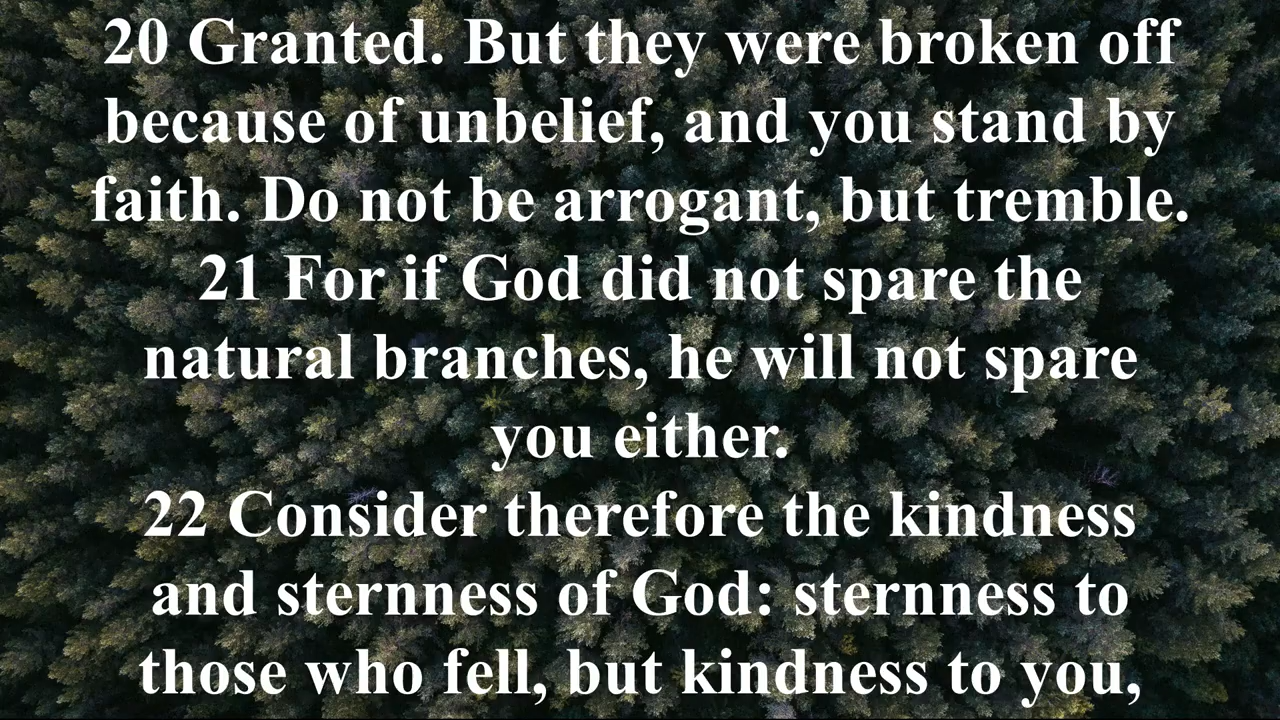 20 Granted. But they were broken off
because of unbelief, and you stand by
faith. Do not be arrogant, but tremble.
21 For if God did not spare the
natural branches, he will not spare
you either.
22 Consider therefore the kindness
and sternness of God: sternness to
those who fell, but kindness to you,